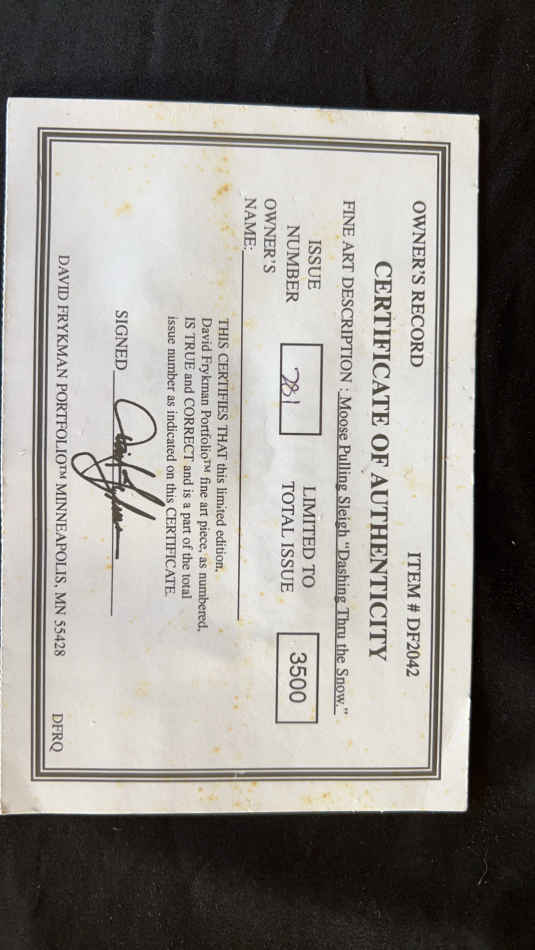 OWNER'S RECORD ITEM # DF2042
CERTIFICATE OF AUTHENTICITY
FINE ART DESCRIPTION : Moose Pulling Sleigh "Dashing Thru the Snow."
ISSUE NUMBER 281 LIMITED TO TOTAL ISSUE 3500
OWNER'S
NAME:
THIS CERTIFIES THAT this limited edition,
David Frykman Portfolio™ fine art piece, as numbered,
IS TRUE and CORRECT and is a part of the total
issue number as indicated on this CERTIFICATE.
SIGNED
DAVID FRYKMAN PORTFOLIO™ MINNEAPOLIS, MN 55428 DFRQ